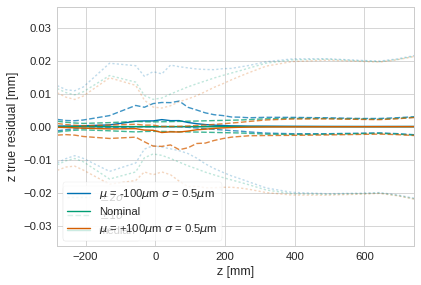 0.03
0.02
0.01
0.00
−0.01
−0.02
−0.03
z true residual [mm]
μ = -100μm σ = 0.5μm
Nominal
μ = +100μm σ = 0.5μm
−200
0
200
400
600
z [mm]